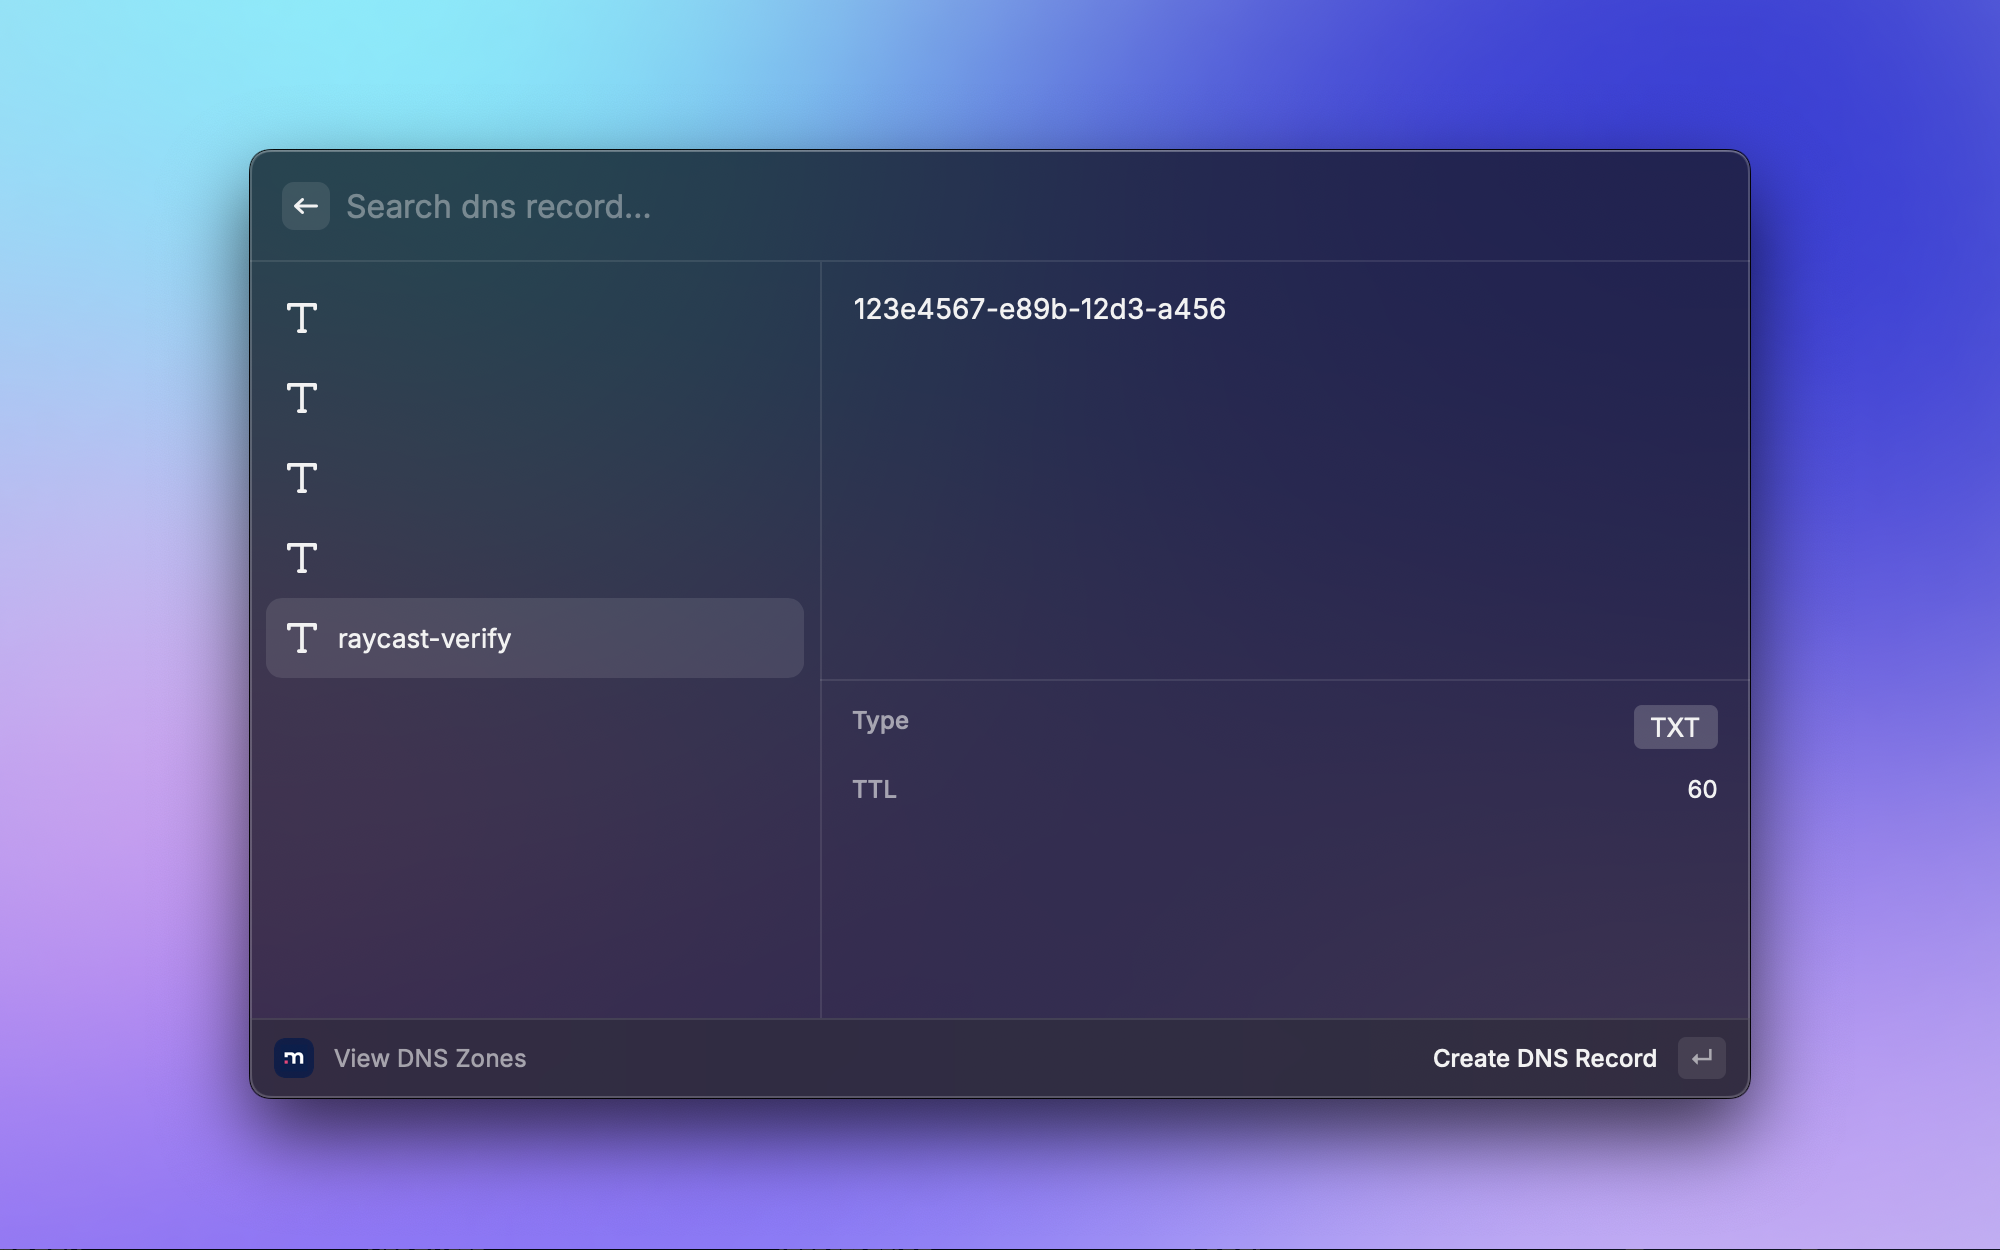 Search dns record...
raycast-verify
123e4567-e89b-12d3-a456
Type
TXT
TTL
60
m
View DNS Zones
Create DNS Record